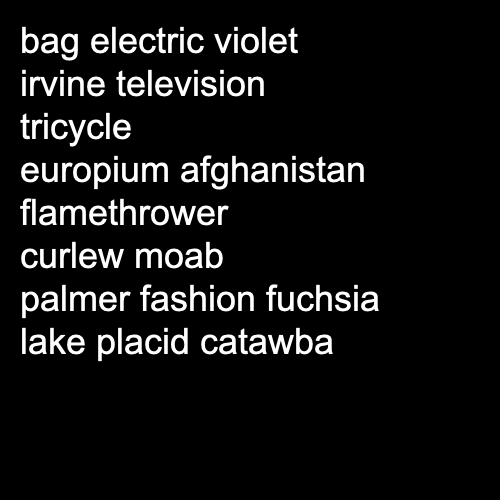 bag electric violet
irvine television
tricycle
europium afghanistan
flamethrower
curlew moab
palmer fashion fuchsia
lake placid catawba